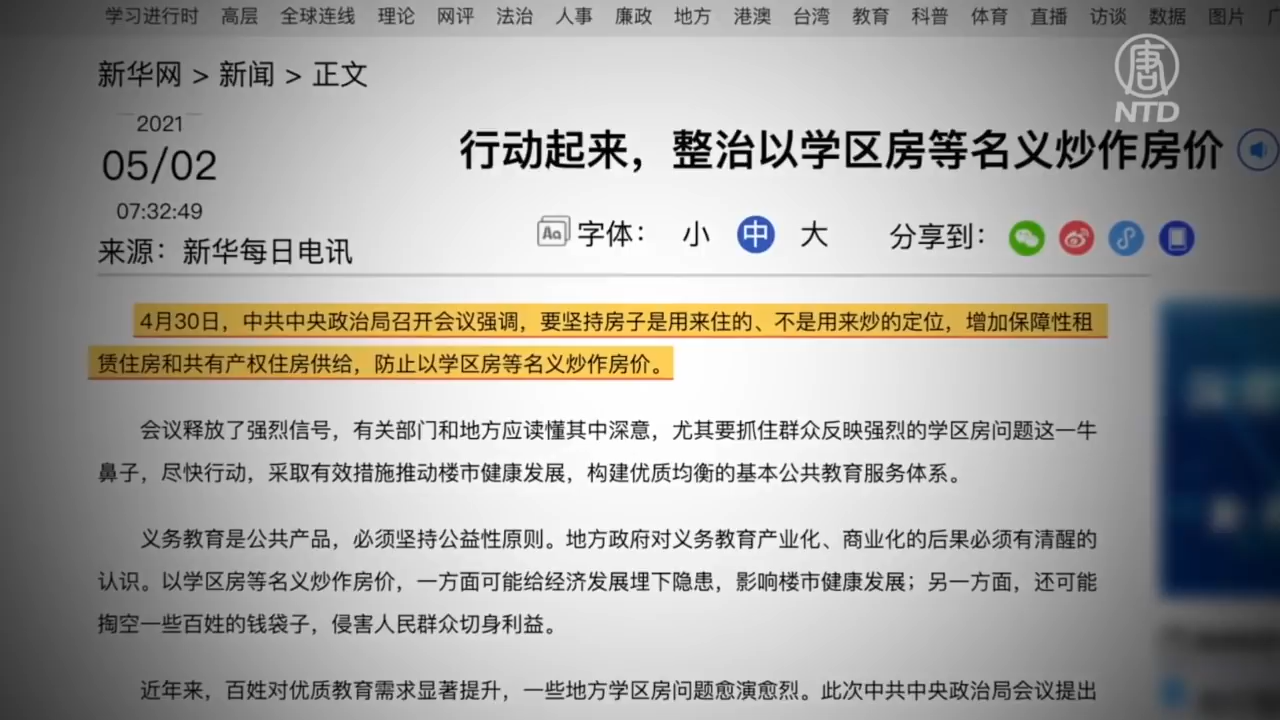 学习进行时 高层 全球连线 理论 网评 法治 人事 廉政 地方 港澳 台湾 教育 科普 体育 直播 访谈 数据 图片
唐
NTD
新华网 > 新闻 > 正文
2021
05/02
07:32:49
来源：新华每日电讯
行动起来，整治以学区房等名义炒作房价
Aa 字体： 小 中 大 分享到：
4月30日，中共中央政治局召开会议强调，要坚持房子是用来住的、不是用来炒的定位，增加保障性租
赁住房和共有产权住房供给，防止以学区房等名义炒作房价。
会议释放了强烈信号，有关部门和地方应读懂其中深意，尤其要抓住群众反映强烈的学区房问题这一牛
鼻子，尽快行动，采取有效措施推动楼市健康发展，构建优质均衡的基本公共教育服务体系。
义务教育是公共产品，必须坚持公益性原则。地方政府对义务教育产业化、商业化的后果必须有清醒的
认识。以学区房等名义炒作房价，一方面可能给经济发展埋下隐患，影响楼市健康发展；另一方面，还可能
掏空一些百姓的钱袋子，侵害人民群众切身利益。
近年来，百姓对优质教育需求显著提升，一些地方学区房问题愈演愈烈。此次中共中央政治局会议提出